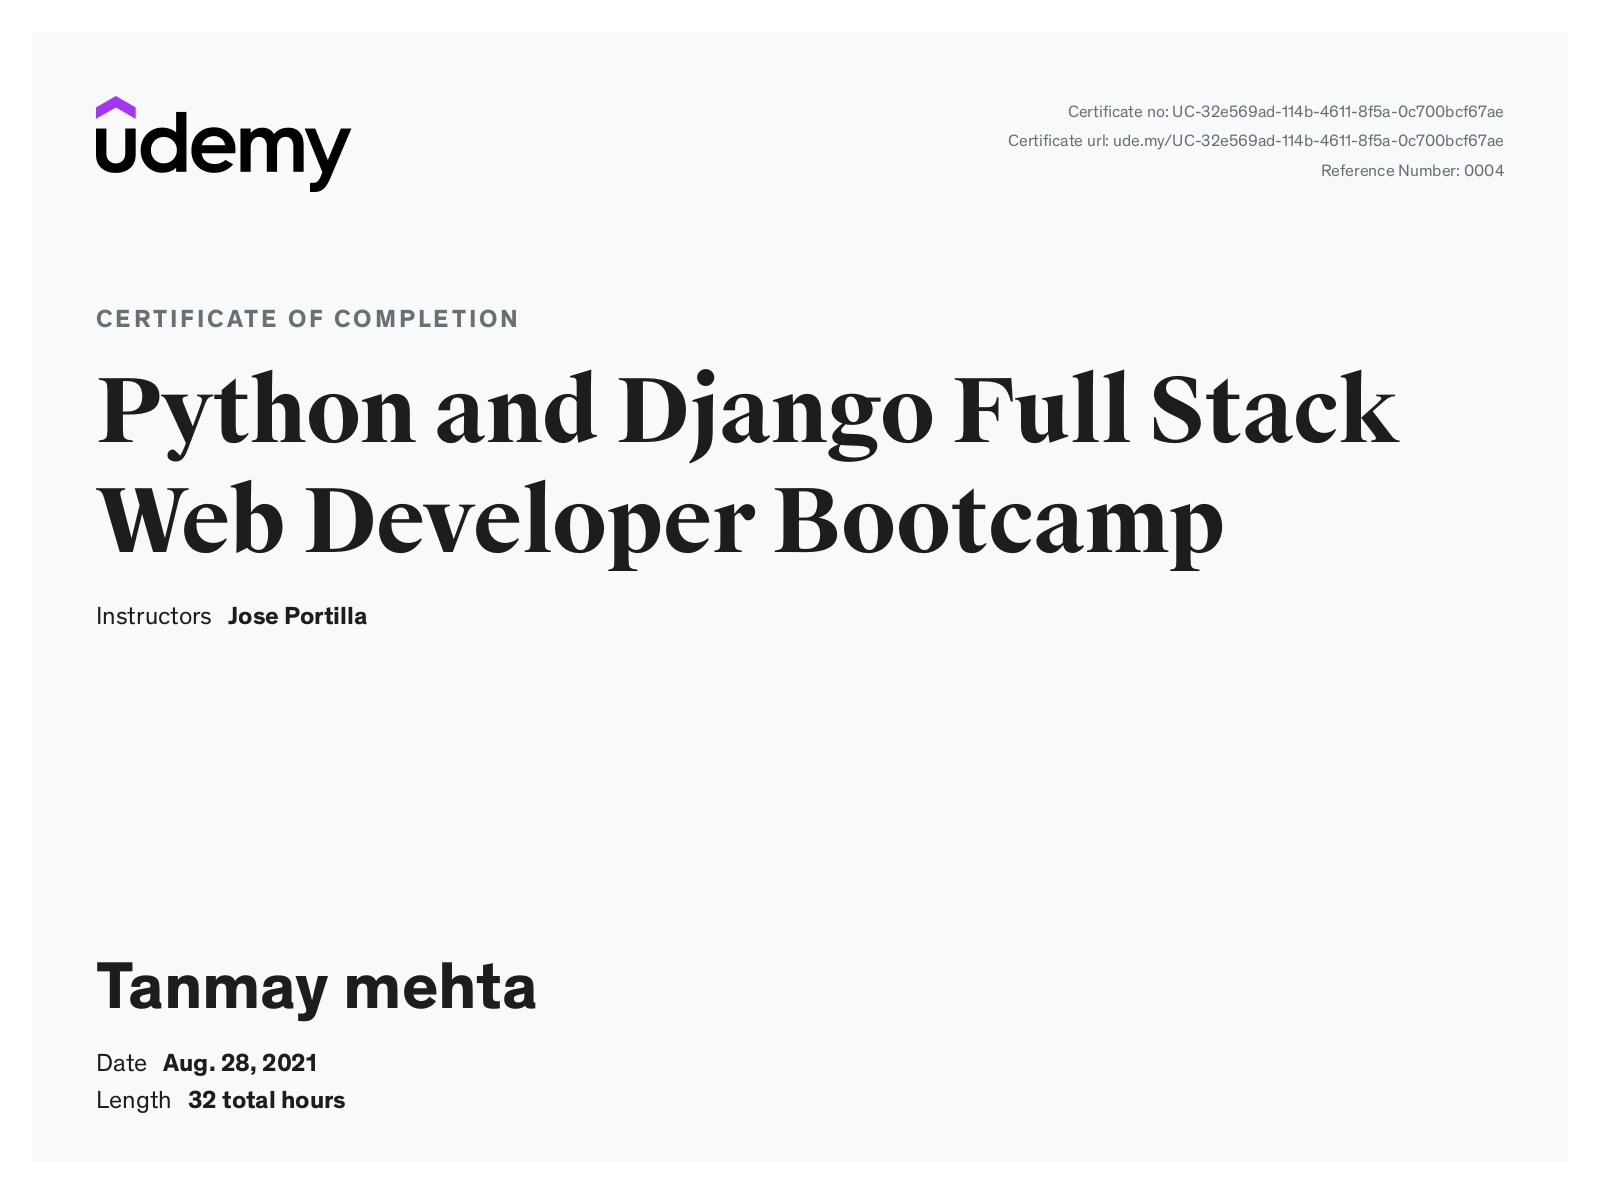 udemy
Certificate no: UC-32e569ad-114b-4611-8f5a-0c700bcf67ae
Certificate url: ude.my/UC-32e569ad-114b-4611-8f5a-0c700bcf67ae
Reference Number: 0004
CERTIFICATE OF COMPLETION
Python and Django Full Stack
Web Developer Bootcamp
Instructors Jose Portilla
Tanmay mehta
Date Aug. 28, 2021
Length 32 total hours